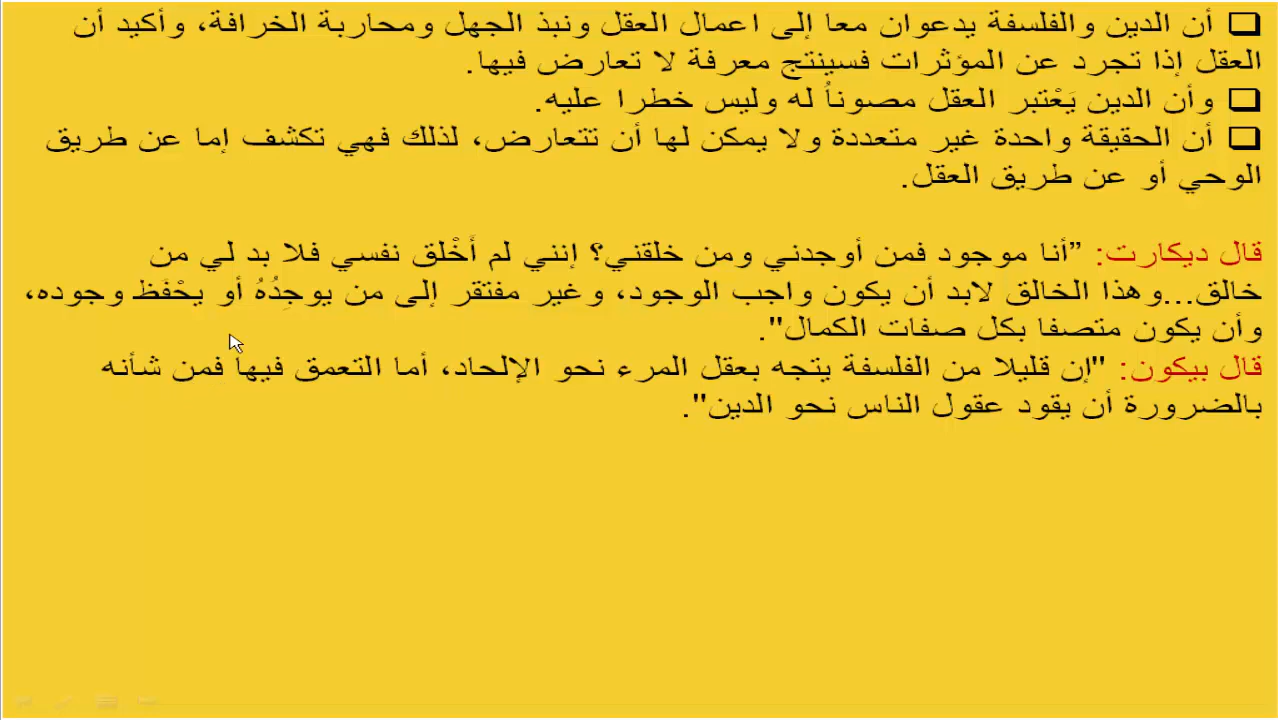 ❑ أن الدين والفلسفة يدعوان معا إلى اعمال العقل ونبذ الجهل ومحاربة الخرافة، وأكيد أن
العقل إذا تجرد عن المؤثرات فسينتج معرفة لا تعارض فيها.
❑ وأن الدين يَعْتبر العقل مصوناُ له وليس خطرا عليه.
❑ أن الحقيقة واحدة غير متعددة ولا يمكن لها أن تتعارض، لذلك فهي تكشف إما عن طريق
الوحي أو عن طريق العقل.
قال ديكارت: ”أنا موجود فمن أوجدني ومن خلقني؟ إنني لم أَخْلق نفسي فلا بد لي من
خالق...وهذا الخالق لابد أن يكون واجب الوجود، وغير مفتقر إلى من يوجِدُهُ أو يحْفَظ وجوده،
وأن يكون متصفا بكل صفات الكمال".
قال بيكون: "إن قليلا من الفلسفة يتجه بعقل المرء نحو الإلحاد، أما التعمق فيها فمن شأنه
بالضرورة أن يقود عقول الناس نحو الدين".